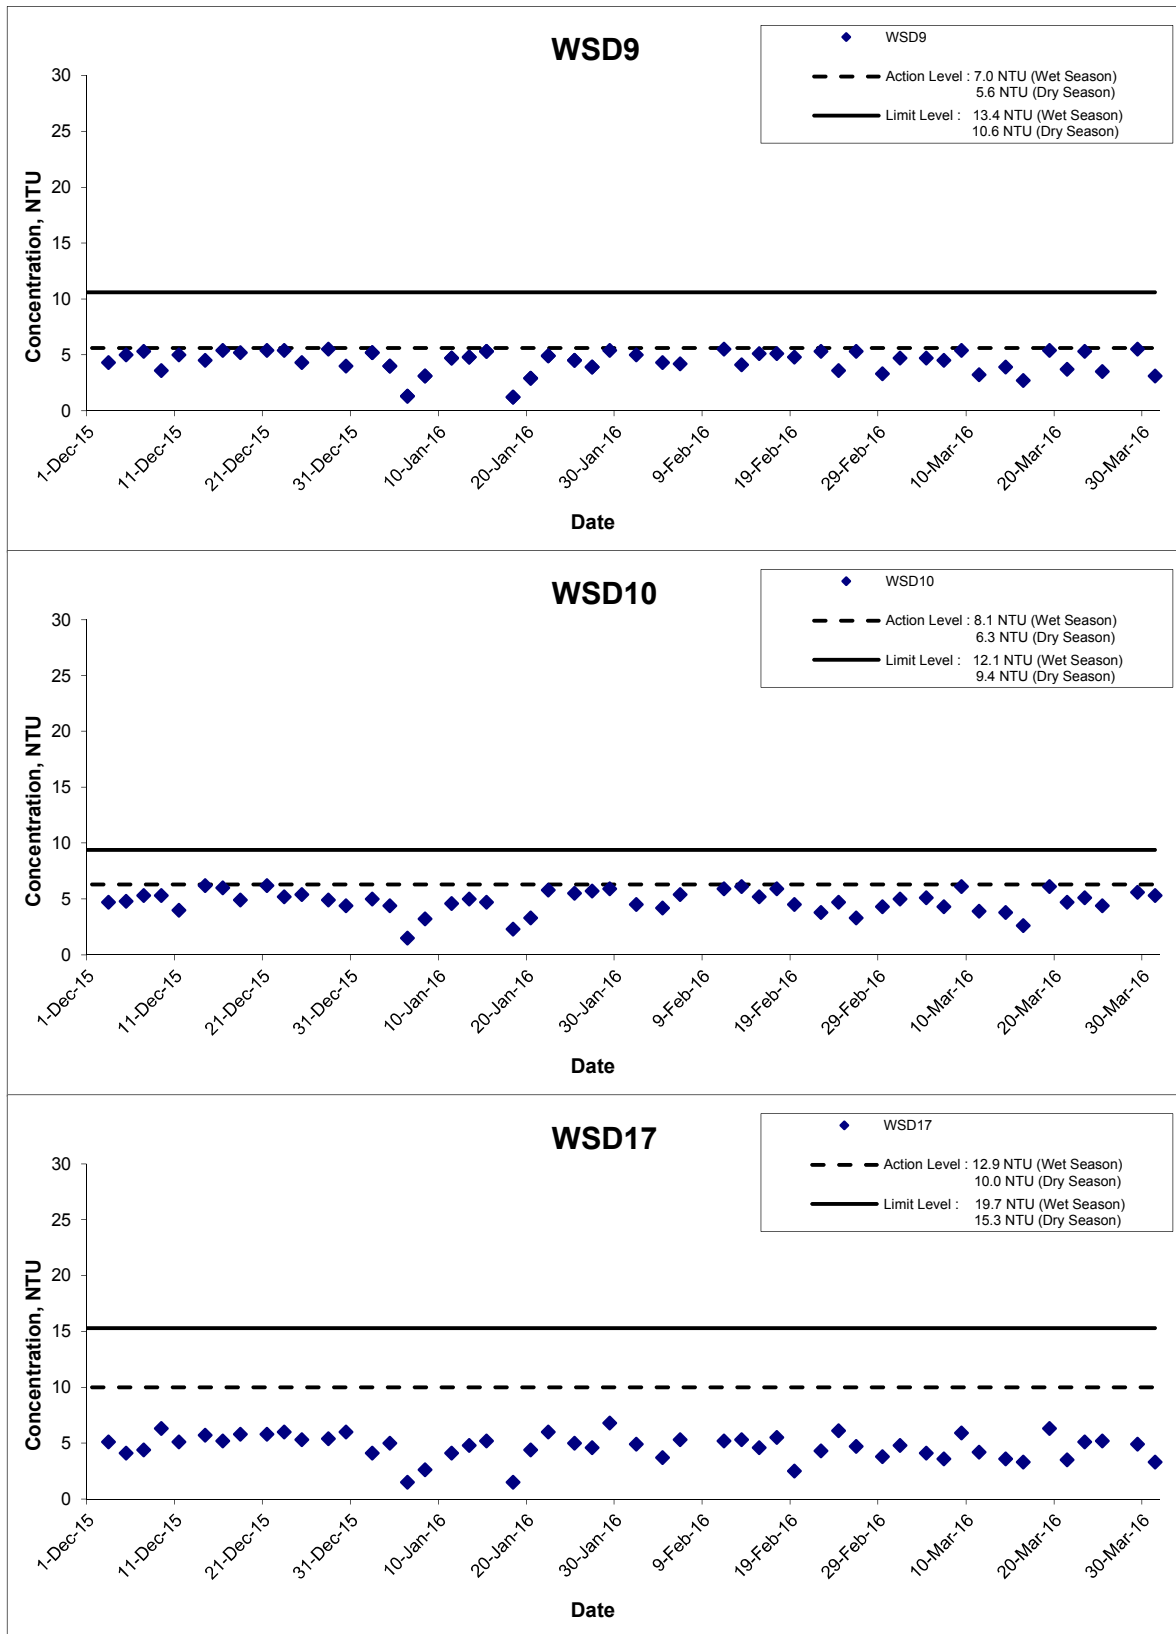 WSD9
WSD9
Action Level : 7.0 NTU (Wet Season)
5.6 NTU (Dry Season)
Limit Level : 13.4 NTU (Wet Season)
10.6 NTU (Dry Season)
Concentration, NTU
30
25
20
15
10
5
0
1-Dec-15
11-Dec-15
21-Dec-15
31-Dec-15
10-Jan-16
20-Jan-16
30-Jan-16
9-Feb-16
19-Feb-16
29-Feb-16
10-Mar-16
20-Mar-16
30-Mar-16
Date
WSD10
WSD10
Action Level : 8.1 NTU (Wet Season)
6.3 NTU (Dry Season)
Limit Level : 12.1 NTU (Wet Season)
9.4 NTU (Dry Season)
Concentration, NTU
30
25
20
15
10
5
0
1-Dec-15
11-Dec-15
21-Dec-15
31-Dec-15
10-Jan-16
20-Jan-16
30-Jan-16
9-Feb-16
19-Feb-16
29-Feb-16
10-Mar-16
20-Mar-16
30-Mar-16
Date
WSD17
WSD17
Action Level : 12.9 NTU (Wet Season)
10.0 NTU (Dry Season)
Limit Level : 19.7 NTU (Wet Season)
15.3 NTU (Dry Season)
Concentration, NTU
30
25
20
15
10
5
0
1-Dec-15
11-Dec-15
21-Dec-15
31-Dec-15
10-Jan-16
20-Jan-16
30-Jan-16
9-Feb-16
19-Feb-16
29-Feb-16
10-Mar-16
20-Mar-16
30-Mar-16
Date